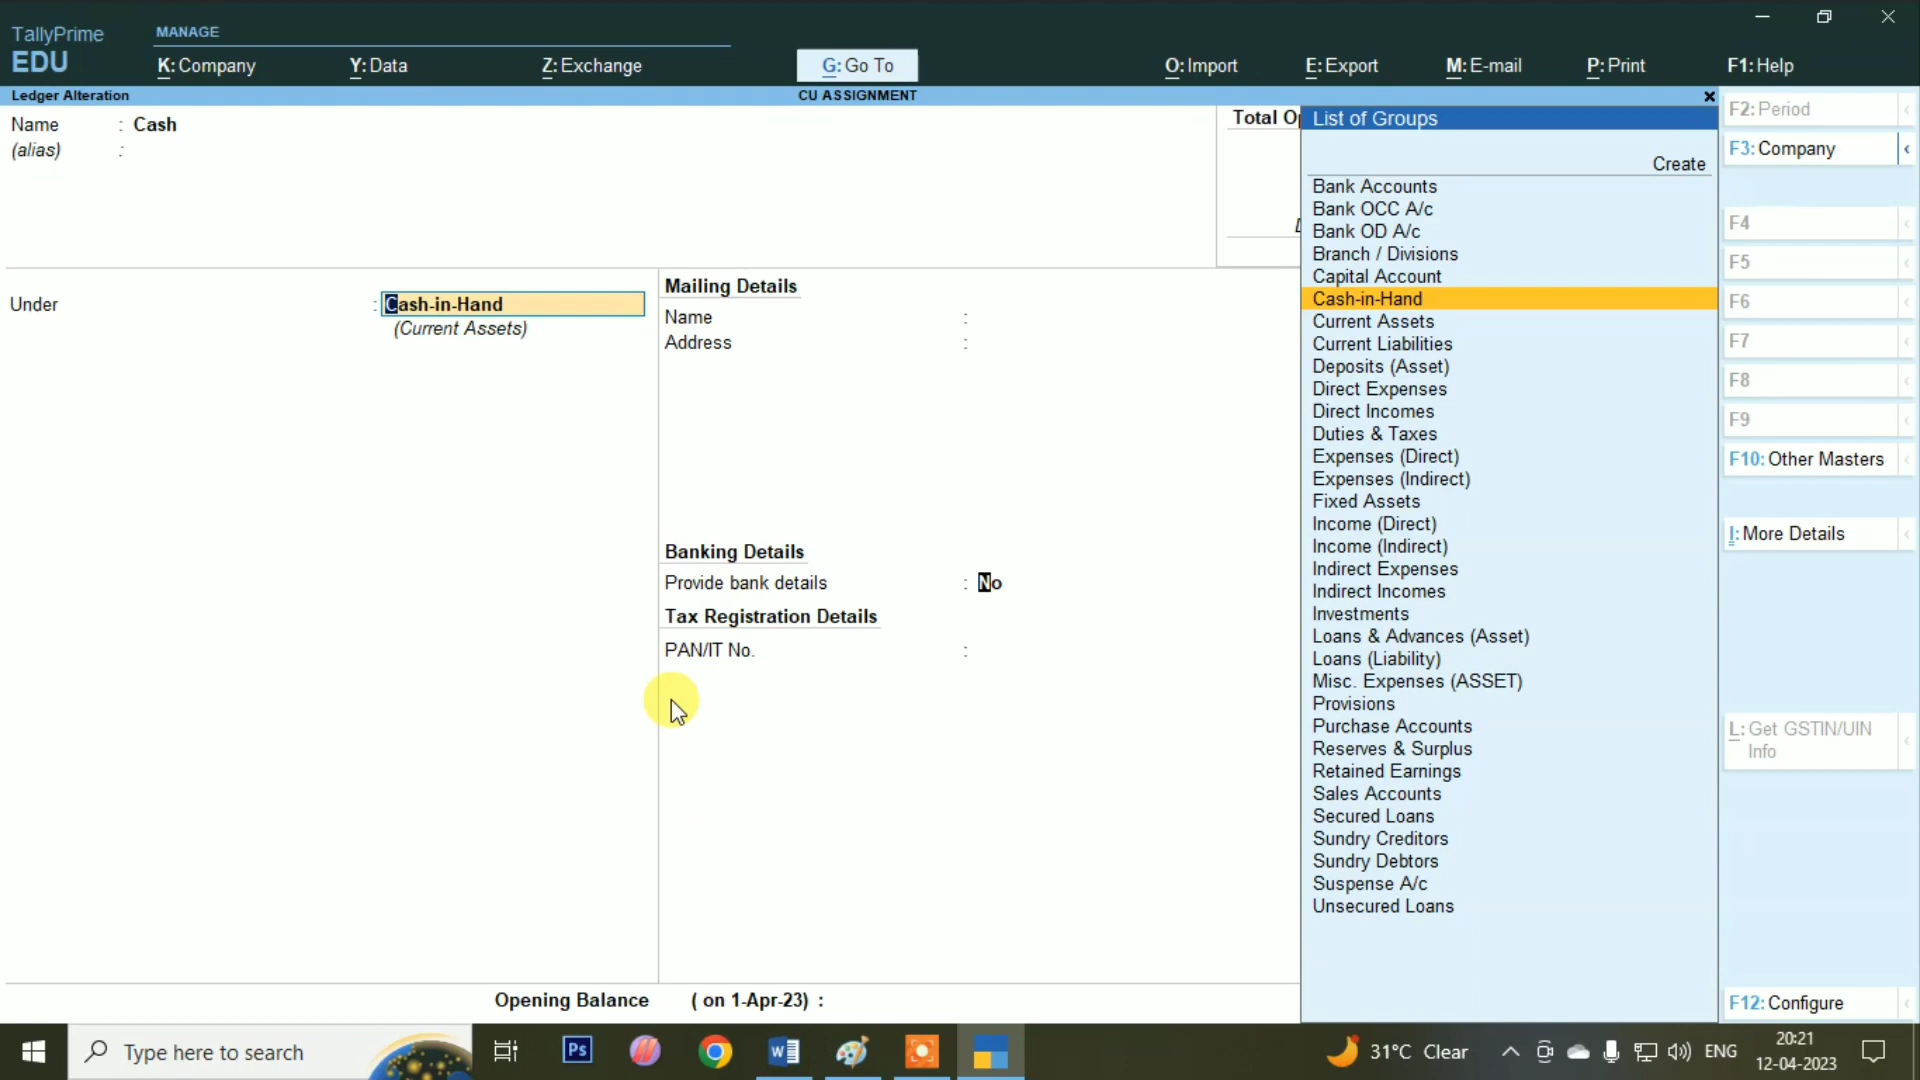 TallyPrime
EDU
MANAGE
K: Company
Y: Data
Z: Exchange
G: Go To
O: Import
E: Export
M: E-mail
P: Print
F1: Help
Ledger Alteration
CU ASSIGNMENT
Name : Cash
(alias) :
Total Op
Under : Cash-in-Hand
(Current Assets)
Mailing Details
Name :
Address :
Banking Details
Provide bank details : No
Tax Registration Details
PAN/IT No. :
Opening Balance ( on 1-Apr-23) :
List of Groups
Create
Bank Accounts
Bank OCC A/c
Bank OD A/c
Branch / Divisions
Capital Account
Cash-in-Hand
Current Assets
Current Liabilities
Deposits (Asset)
Direct Expenses
Direct Incomes
Duties & Taxes
Expenses (Direct)
Expenses (Indirect)
Fixed Assets
Income (Direct)
Income (Indirect)
Indirect Expenses
Indirect Incomes
Investments
Loans & Advances (Asset)
Loans (Liability)
Misc. Expenses (ASSET)
Provisions
Purchase Accounts
Reserves & Surplus
Retained Earnings
Sales Accounts
Secured Loans
Sundry Creditors
Sundry Debtors
Suspense A/c
Unsecured Loans
F2: Period
F3: Company
F4
F5
F6
F7
F8
F9
F10: Other Masters
I: More Details
L: Get GSTIN/UIN
Info
F12: Configure
Type here to search
Ps
31°C Clear
ENG
20:21
12-04-2023